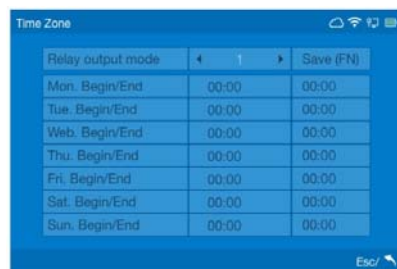 Time Zone
Relay output mode 1 Save (FN)
Mon. Begin/End 00:00 00:00
Tue. Begin/End 00:00 00:00
Web. Begin/End 00:00 00:00
Thu. Begin/End 00:00 00:00
Fri. Begin/End 00:00 00:00
Sat. Begin/End 00:00 00:00
Sun. Begin/End 00:00 00:00
Esc/